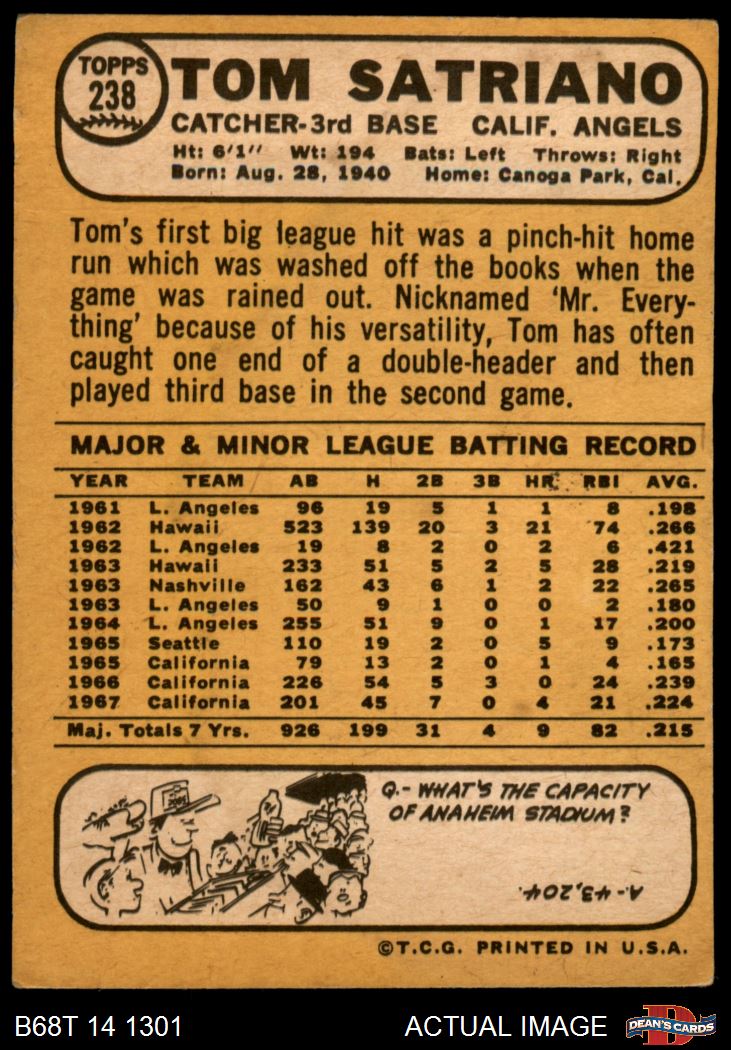 TOPPS
238
TOM SATRIANO
CATCHER-3rd BASE CALIF. ANGELS
Ht: 6'1'' Wt: 194 Bats: Left Throws: Right
Born: Aug. 28, 1940 Home: Canoga Park, Cal.
Tom's first big league hit was a pinch-hit home
run which was washed off the books when the
game was rained out. Nicknamed 'Mr. Every-
thing' because of his versatility, Tom has often
caught one end of a double-header and then
played third base in the second game.
MAJOR & MINOR LEAGUE BATTING RECORD
YEAR TEAM AB H 2B 3B HR RBI AVG.
1961 L. Angeles 96 19 5 1 1 8 .198
1962 Hawaii 523 139 20 3 21 74 .266
1962 L. Angeles 19 8 2 0 2 6 .421
1963 Hawaii 233 51 5 2 5 28 .219
1963 Nashville 162 43 6 1 2 22 .265
1963 L. Angeles 50 9 1 0 0 2 .180
1964 L. Angeles 255 51 9 0 1 17 .200
1965 Seattle 110 19 2 0 5 9 .173
1965 California 79 13 2 0 1 4 .165
1966 California 226 54 5 3 0 24 .239
1967 California 201 45 7 0 4 21 .224
Maj. Totals 7 Yrs. 926 199 31 4 9 82 .215
Q.- WHAT'S THE CAPACITY
OF ANAHEIM STADIUM?
A-43,204.
©T.C.G. PRINTED IN U.S.A.
B68T 14 1301 ACTUAL IMAGE DEAN'S CARDS